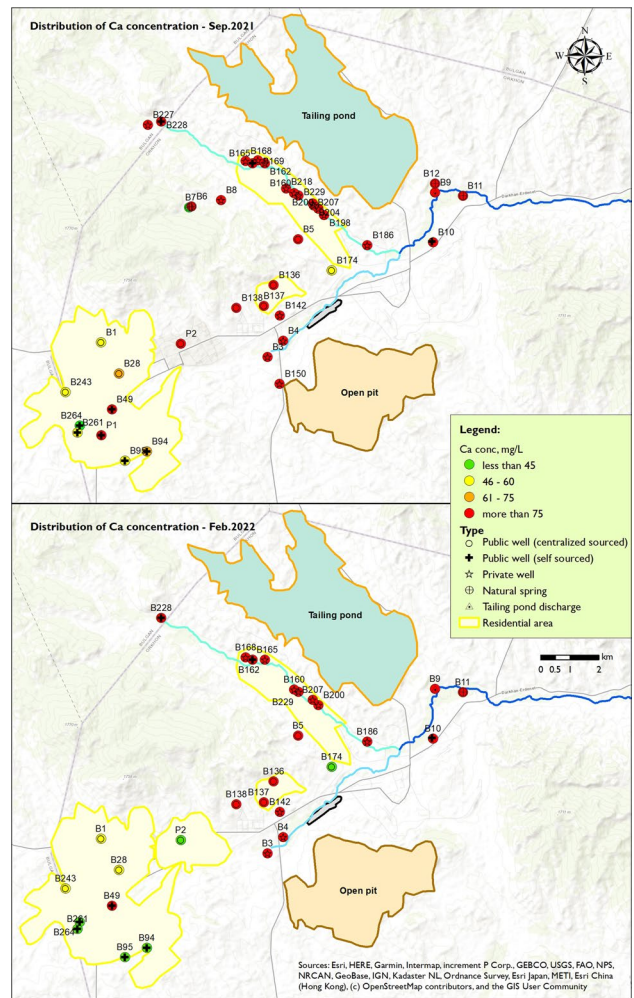 Distribution of Ca concentration - Sep.2021
N
W E
S
BULGAN
ORKHON
Tailing pond
B227
B228
BULGAN
ORKHON
B165 B168
B169
B162
B160 B218
B229
B200 B207
B204
B198
B12
B9
B11
B7 B6
B8
B5
B186
B10
B174
B136
B138 B137
B142
P2
B4
B3
B150
Open pit
B1
B28
B243
B49
B264
B261 P1
B95 B94
Legend:
Ca conc, mg/L
less than 45
46 - 60
61 - 75
more than 75
Type
Public well (centralized sourced)
Public well (self sourced)
Private well
Natural spring
Tailing pond discharge
Residential area
Distribution of Ca concentration - Feb.2022
BULGAN
ORKHON
Tailing pond
B228
BULGAN
ORKHON
km
0 0.5 1 2
B168 B165
B162
B160
B207
B229 B200
B9
B11
B5
B186
B10
B174
B136
B138 B137
B142
B1
P2
B4
B3
B28
B243
B49
Open pit
B261
B264
B94
B95
Sources: Esri, HERE, Garmin, Intermap, increment P Corp., GEBCO, USGS, FAO, NPS,
NRCAN, GeoBase, IGN, Kadaster NL, Ordnance Survey, Esri Japan, METI, Esri China
(Hong Kong), (c) OpenStreetMap contributors, and the GIS User Community